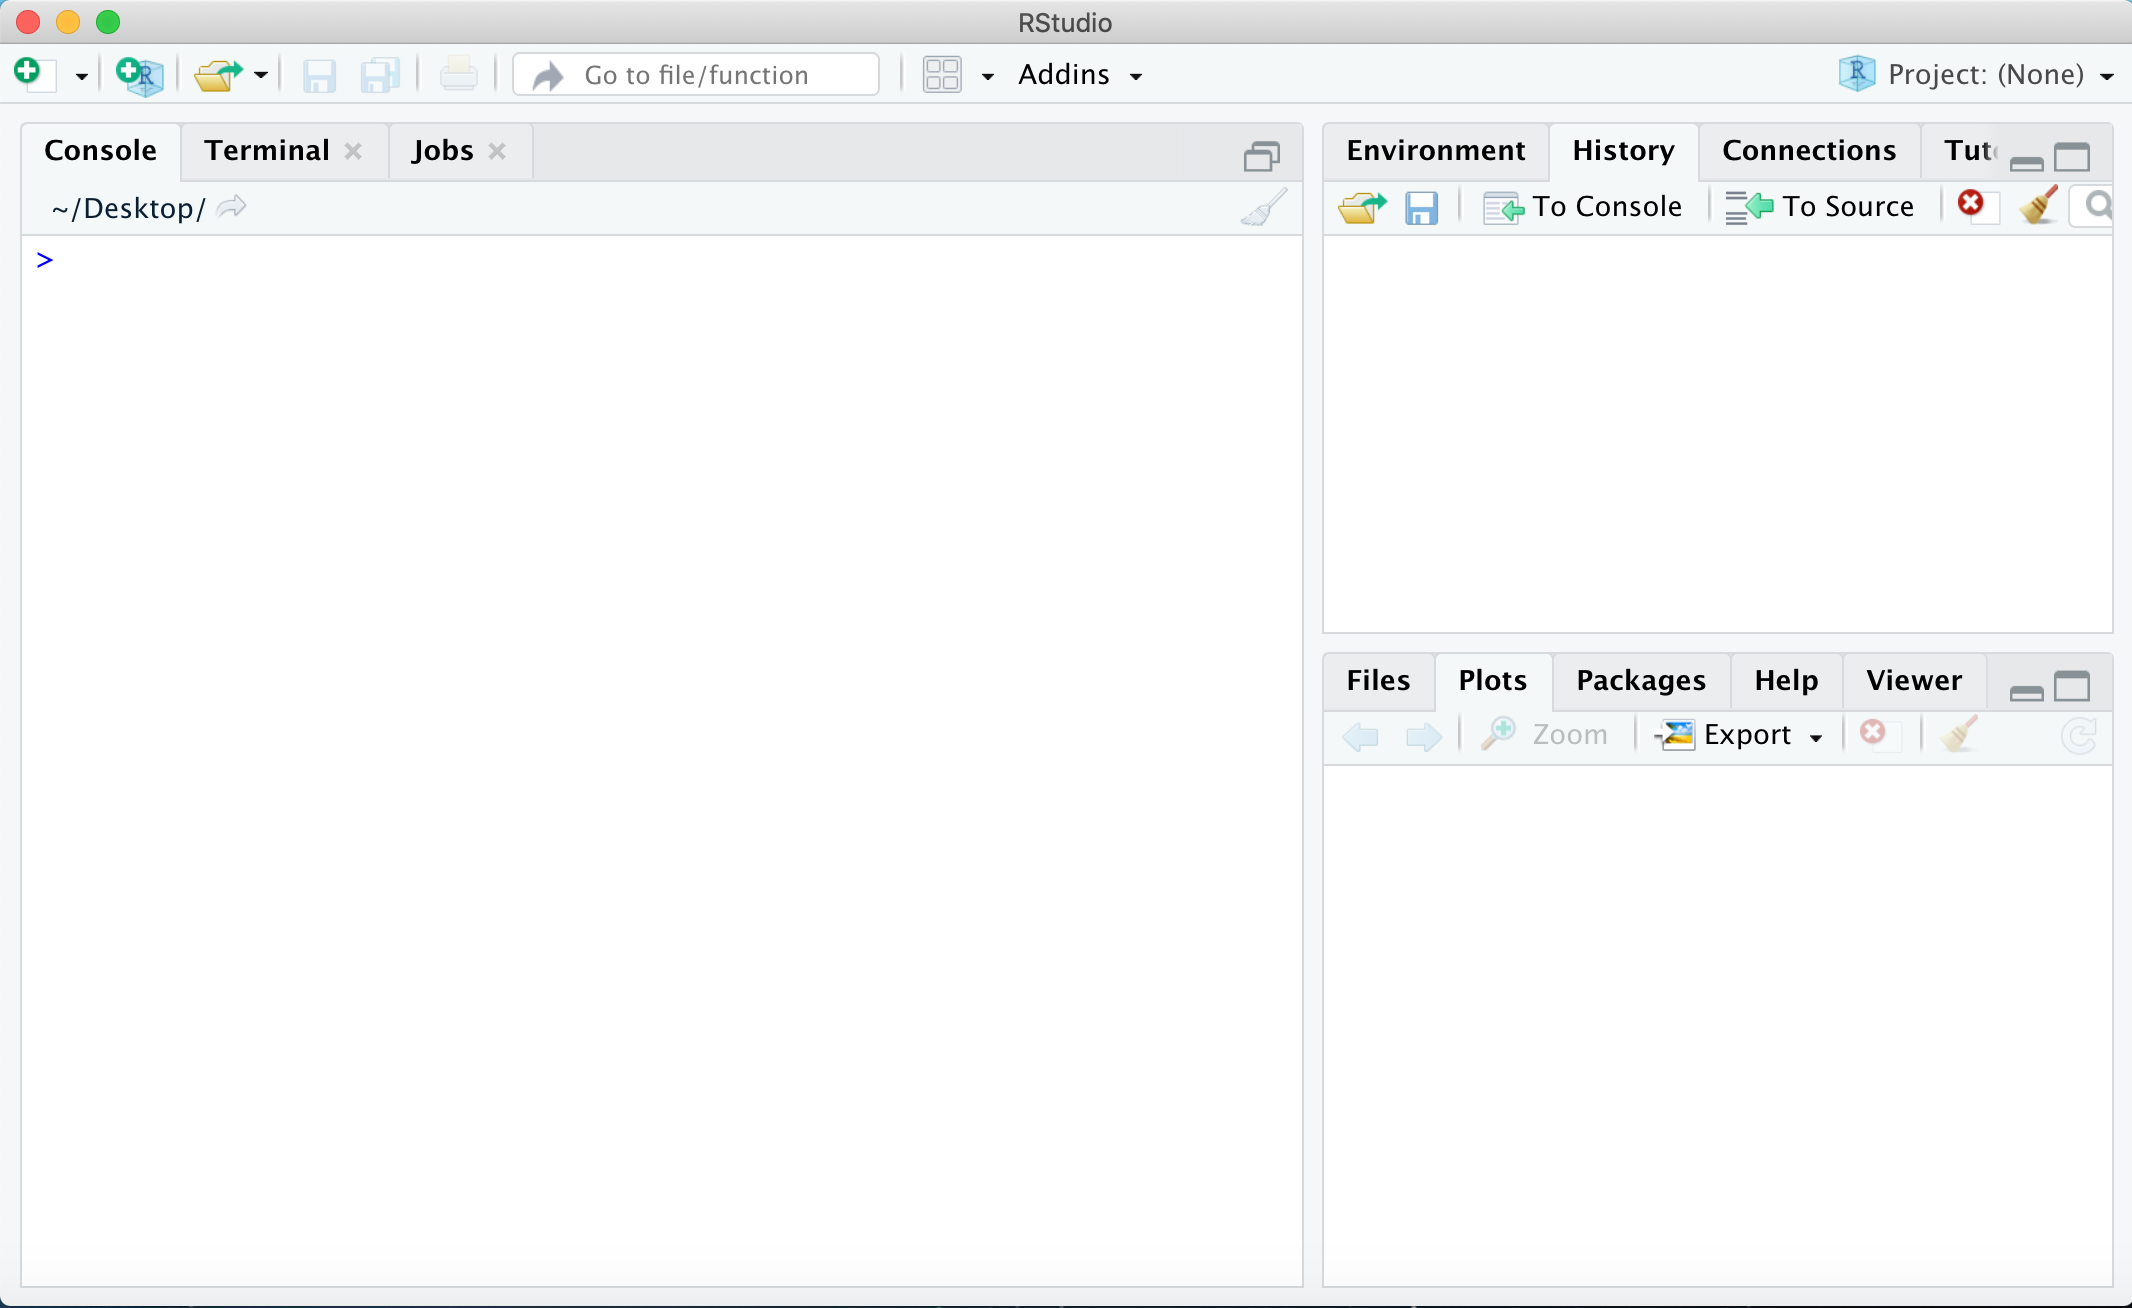 RStudio
Go to file/function
Addins
Project: (None)
Console Terminal Jobs
~/Desktop/
>
Environment History Connections Tut
To Console To Source
Files Plots Packages Help Viewer
Zoom Export